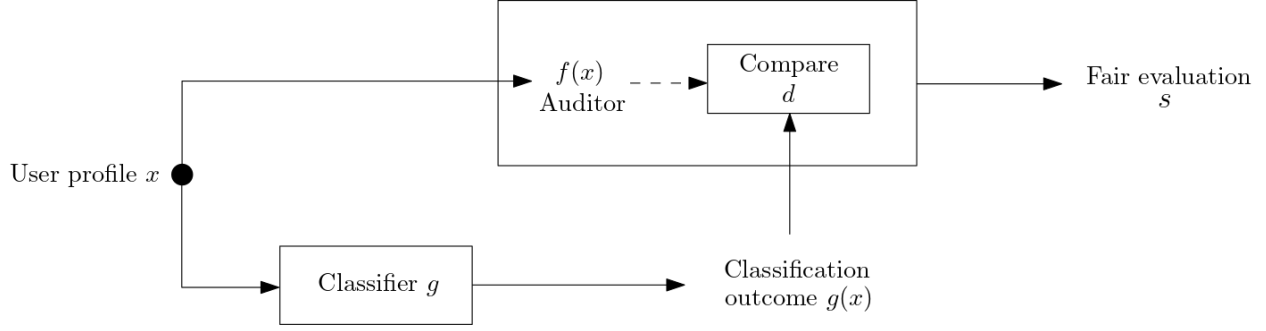 f(x)
Auditor
Compare
d
Fair evaluation
s
User profile x
Classifier g
Classification
outcome g(x)